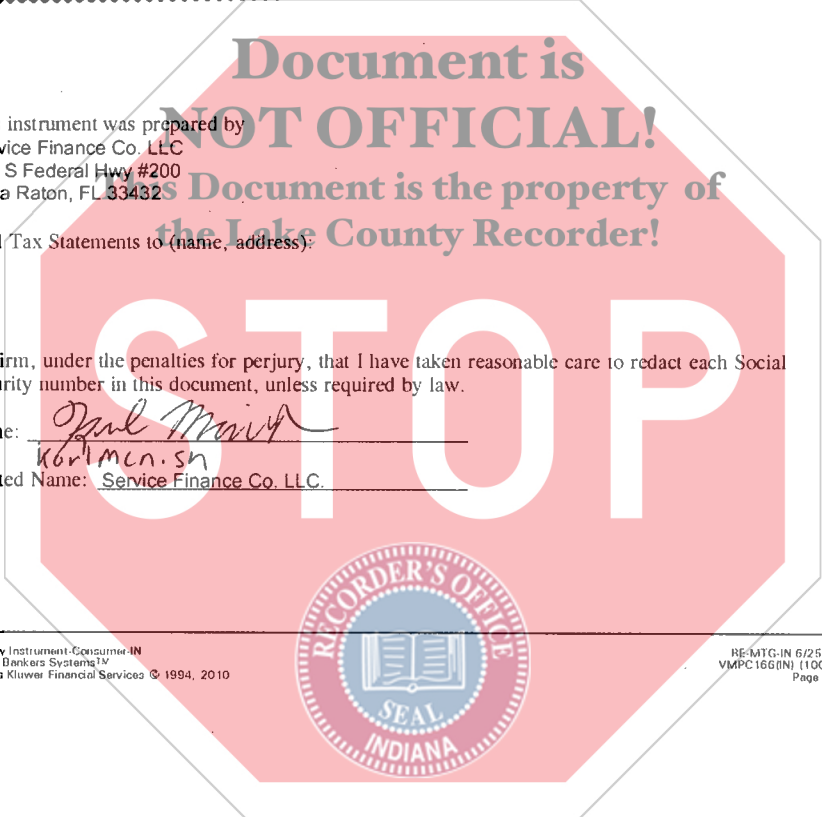 Document is
NOT OFFICIAL!
This Document is the property of
the Lake County Recorder!
instrument was prepared by
vice Finance Co. LLC
S Federal Hwy #200
a Raton, FL 33432
Tax Statements to (name, address):
irm, under the penalties for perjury, that I have taken reasonable care to redact each Social
rity number in this document, unless required by law.
e:
ted Name: Service Finance Co. LLC.
STOP
RECORDER'S OFFICE
SEAL
INDIANA
y Instrument-Consumer-IN
Bankers Systems™
s Kluwer Financial Services © 1994, 2010
RE-MTG-IN 6/25
VMPC166(IN) (100
Page